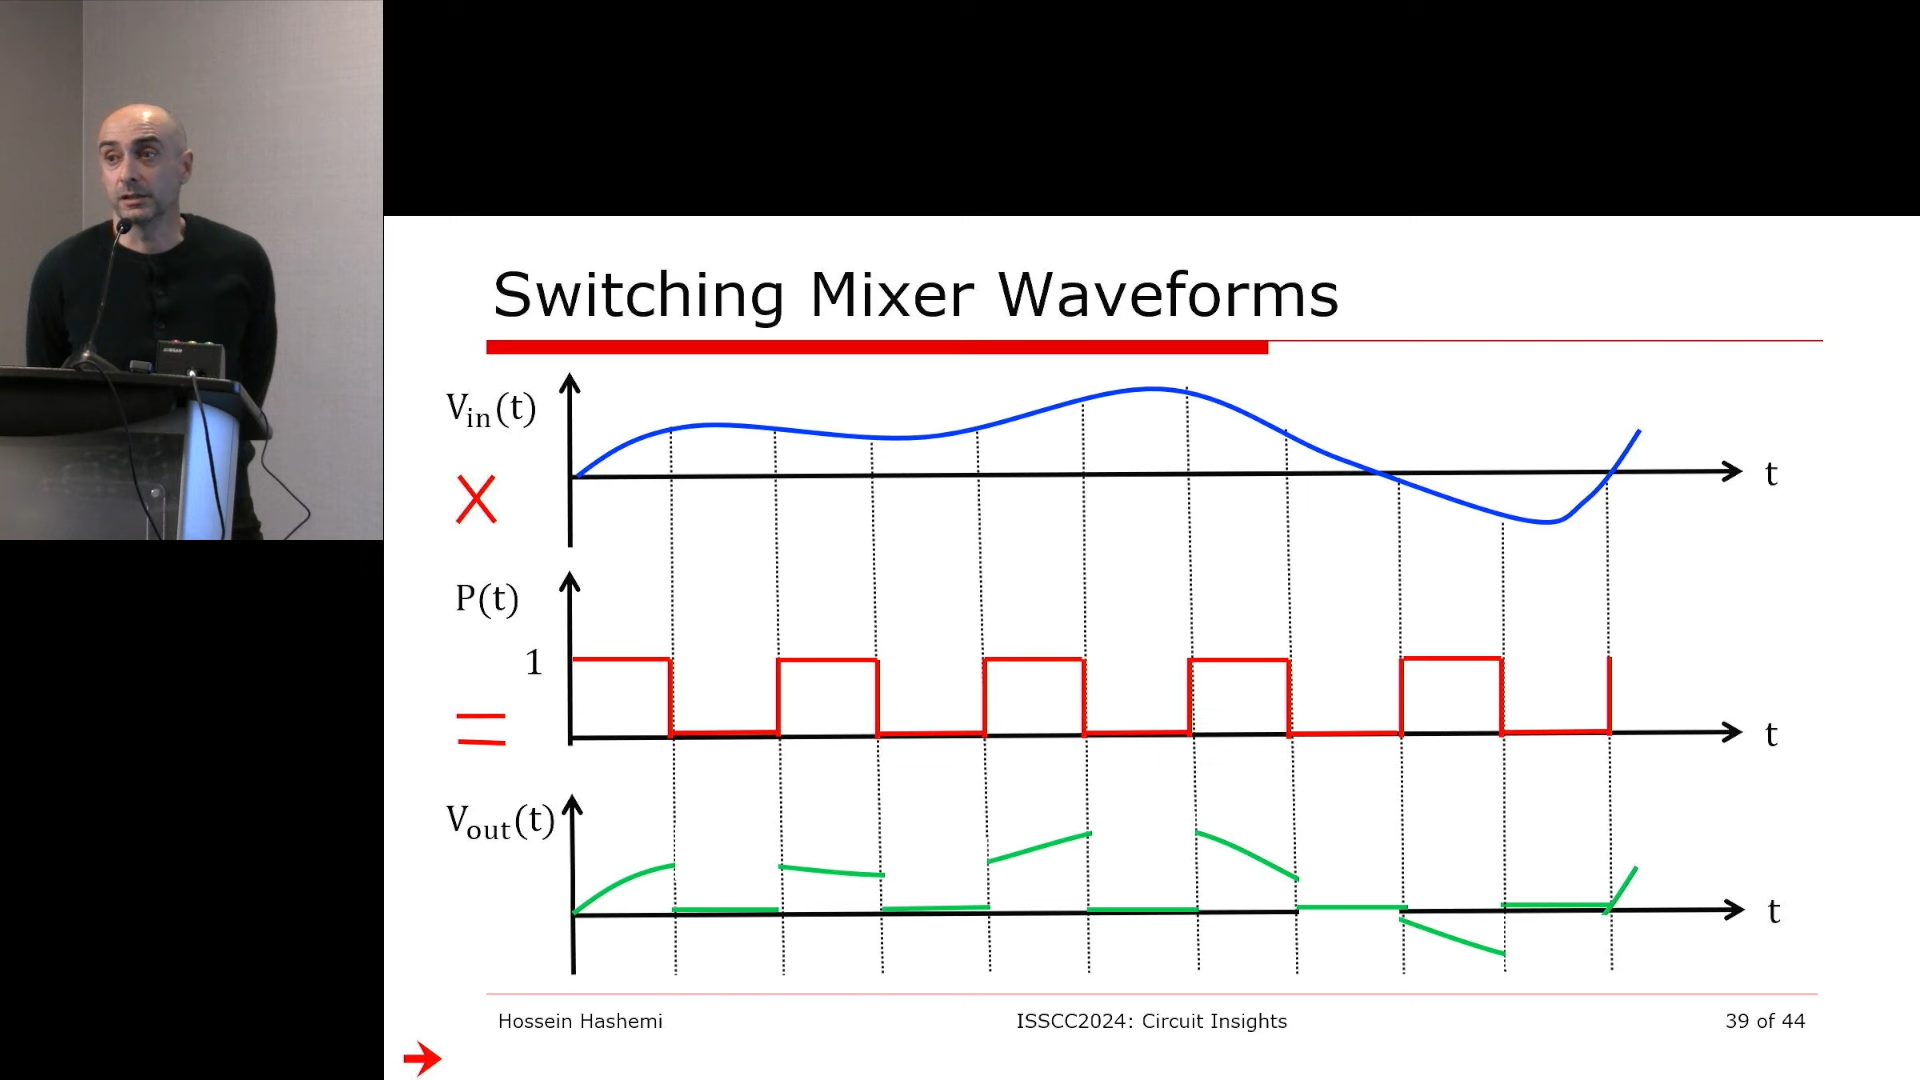 Switching Mixer Waveforms
Vin(t)
t
×
P(t)
1
=
t
Vout(t)
t
Hossein Hashemi
ISSCC2024: Circuit Insights
39 of 44